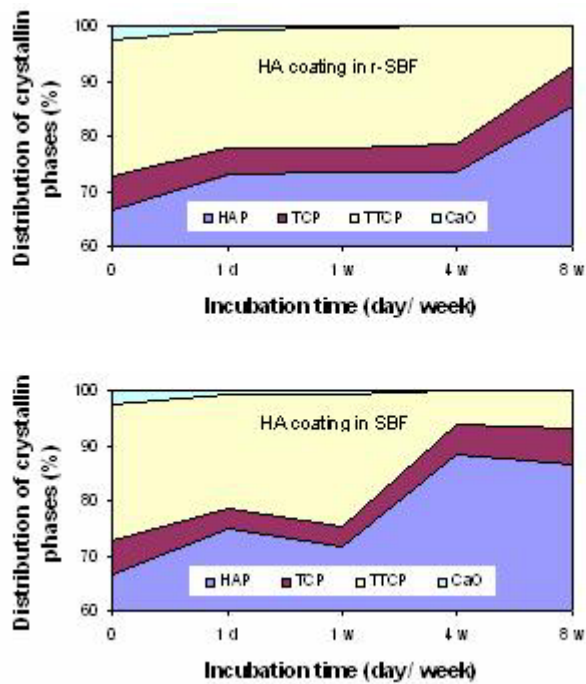 Distribution of crystallin
phases (%)
100
90
80
70
60
HA coating in r-SBF
HAP TCP TTCP CaO
0 1 d 1 w 4 w 8 w
Incubation time (day/ week)
Distribution of crystallin
phases (%)
100
90
80
70
60
HA coating in SBF
HAP TCP TTCP CaO
0 1 d 1 w 4 w 8 w
Incubation time (day/ week)